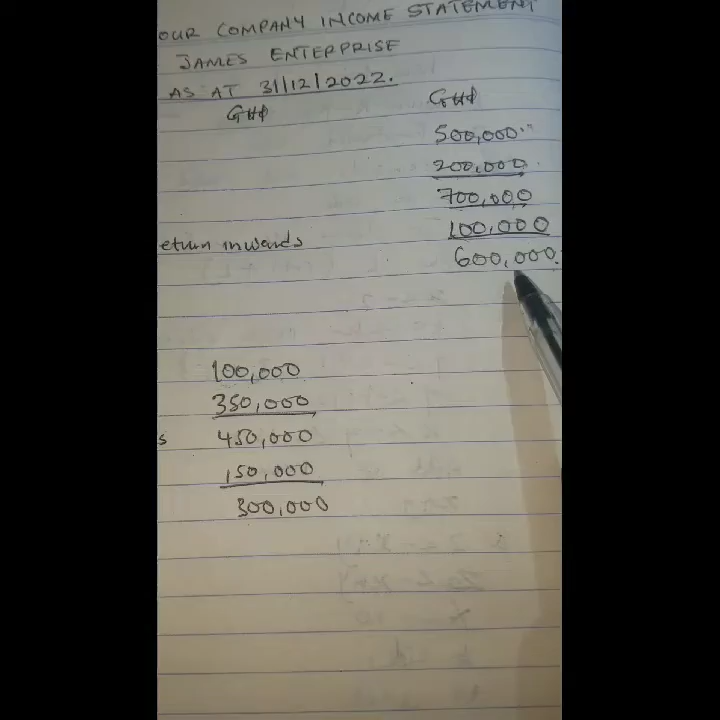 OUR COMPANY INCOME STATEMENT
JAMES ENTERPRISE
AS AT 31/12/2022.
GH¢ GH¢
500,000
200,000
700,000
100,000
eturn inwards
600,000
100,000
350,000
s 450,000
150,000
300,000